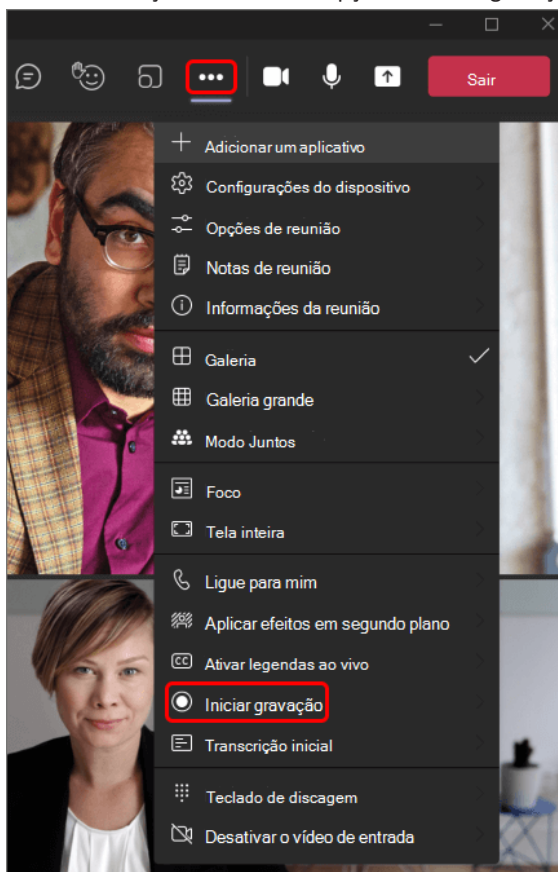 Sair
Adicionar um aplicativo
Configurações do dispositivo
Opções de reunião
Notas de reunião
Informações da reunião
Galeria
Galeria grande
Modo Juntos
Foco
Tela inteira
Ligue para mim
Aplicar efeitos em segundo plano
CC Ativar legendas ao vivo
Iniciar gravação
Transcrição inicial
Teclado de discagem
Desativar o vídeo de entrada